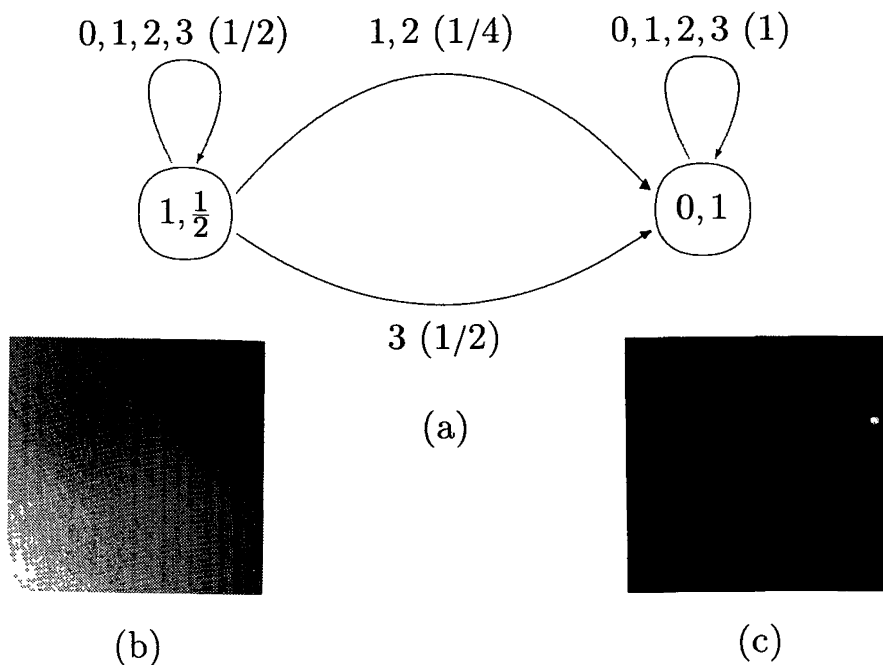 0, 1, 2, 3 (1/2)
1, 2 (1/4)
0, 1, 2, 3 (1)
1, 1/2
0, 1
3 (1/2)
(a)
(b)
(c)